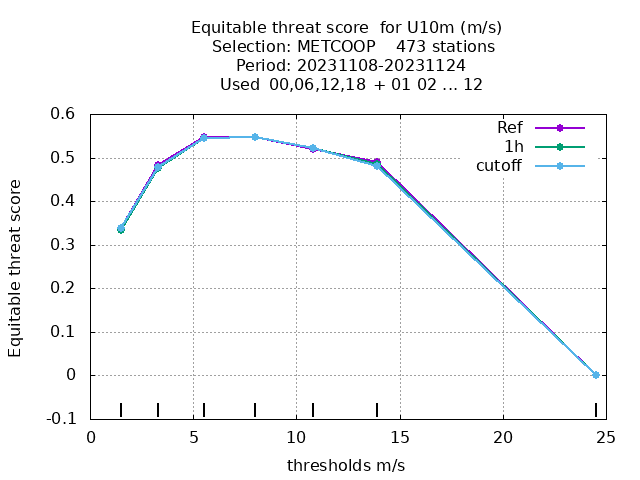 Equitable threat score for U10m (m/s)
Selection: METCOOP 473 stations
Period: 20231108-20231124
Used 00,06,12,18 + 01 02 ... 12
Ref
1h
cutoff
Equitable threat score
0.6
0.5
0.4
0.3
0.2
0.1
0
-0.1
0 5 10 15 20 25
thresholds m/s